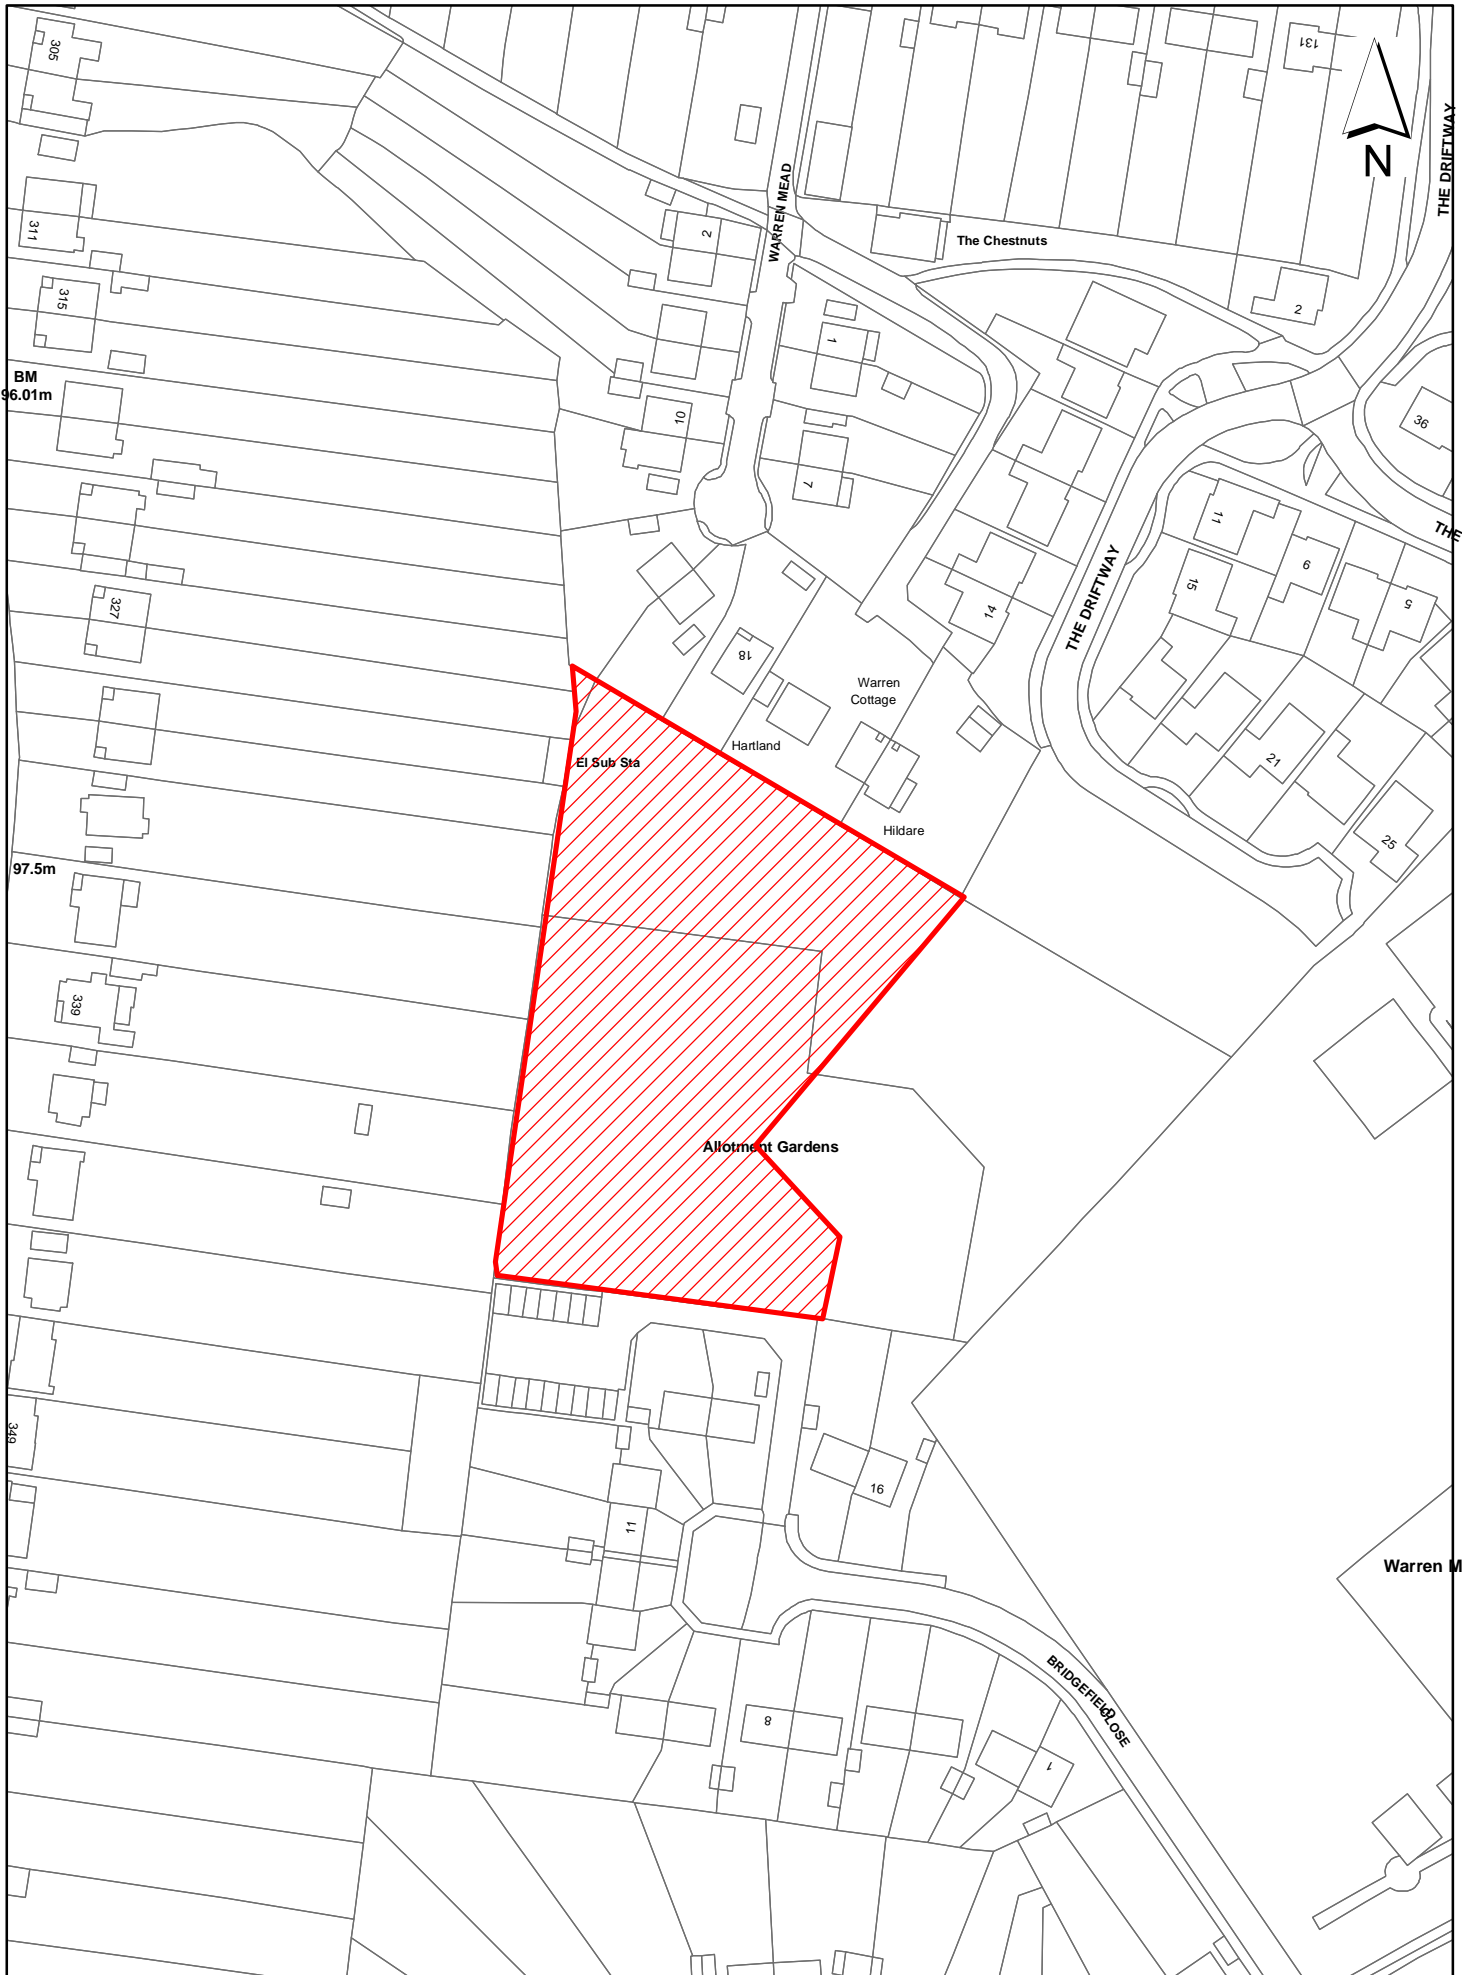 305
131
N
THE DRIFTWAY
WARREN MEAD
311
2
The Chestnuts
315
2
1
BM
96.01m
10
36
7
11
THE
THE DRIFTWAY
9
15
5
327
14
18
Warren
Cottage
Hartland
El Sub Sta
21
Hildare
25
97.5m
339
Allotment Gardens
349
16
11
Warren M
BRIDGEFIELD
CLOSE
8
1